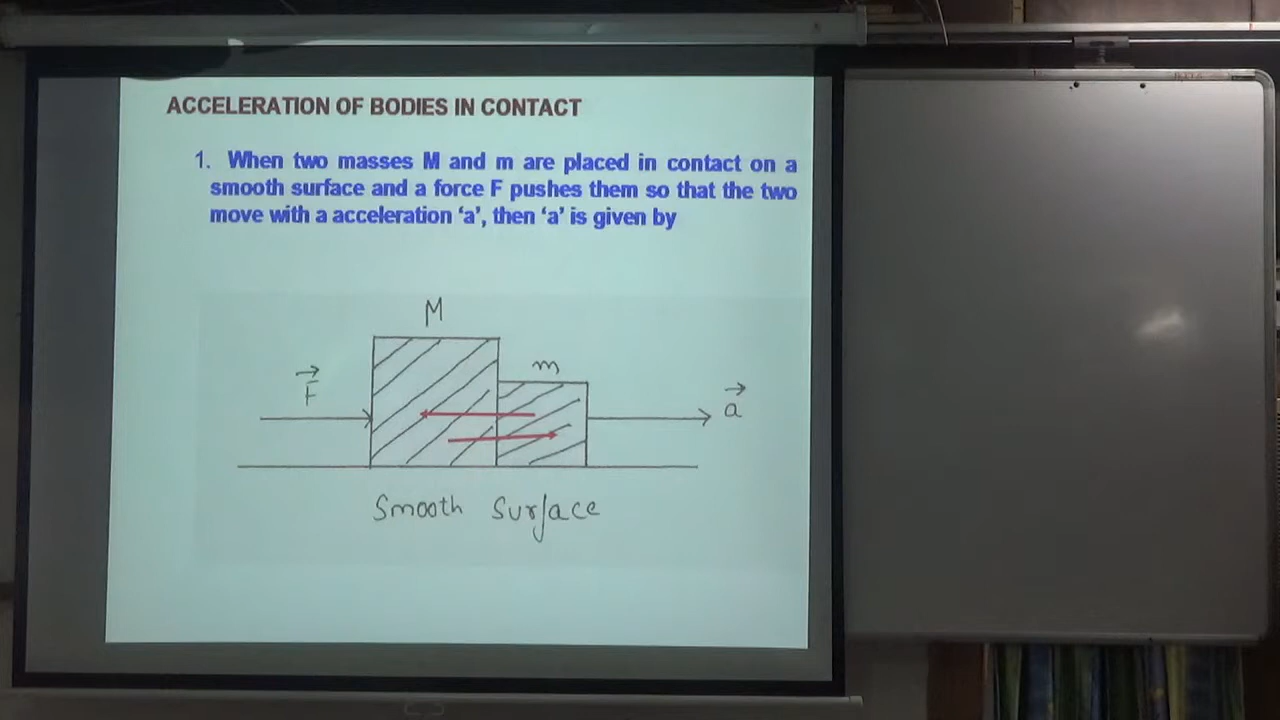 ACCELERATION OF BODIES IN CONTACT
1. When two masses M and m are placed in contact on a
smooth surface and a force F pushes them so that the two
move with a acceleration ‘a’, then ‘a’ is given by
M
m
F
a
Smooth Surface